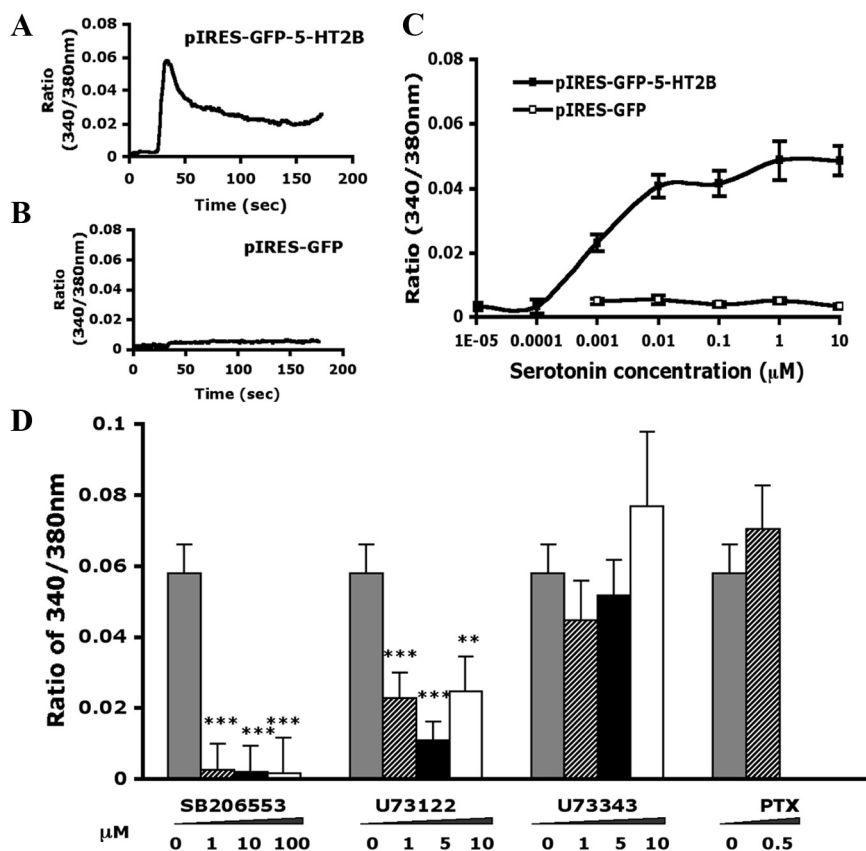 A
pIRES-GFP-5-HT2B
Ratio
(340/380nm)
0.08
0.06
0.04
0.02
0
0 50 100 150 200
Time (sec)
B
pIRES-GFP
Ratio
(340/380nm)
0.08
0.06
0.04
0.02
0
0 50 100 150 200
Time (sec)
C
pIRES-GFP-5-HT2B
pIRES-GFP
Ratio (340/380nm)
0.08
0.06
0.04
0.02
0
1E-05 0.0001 0.001 0.01 0.1 1 10
Serotonin concentration (μM)
D
Ratio of 340/380nm
0.1
0.08
0.06
0.04
0.02
0
*** *** ***
*** *** **
SB206553 U73122 U73343 PTX
μM
0 1 10 100 0 1 5 10 0 1 5 10 0 0.5